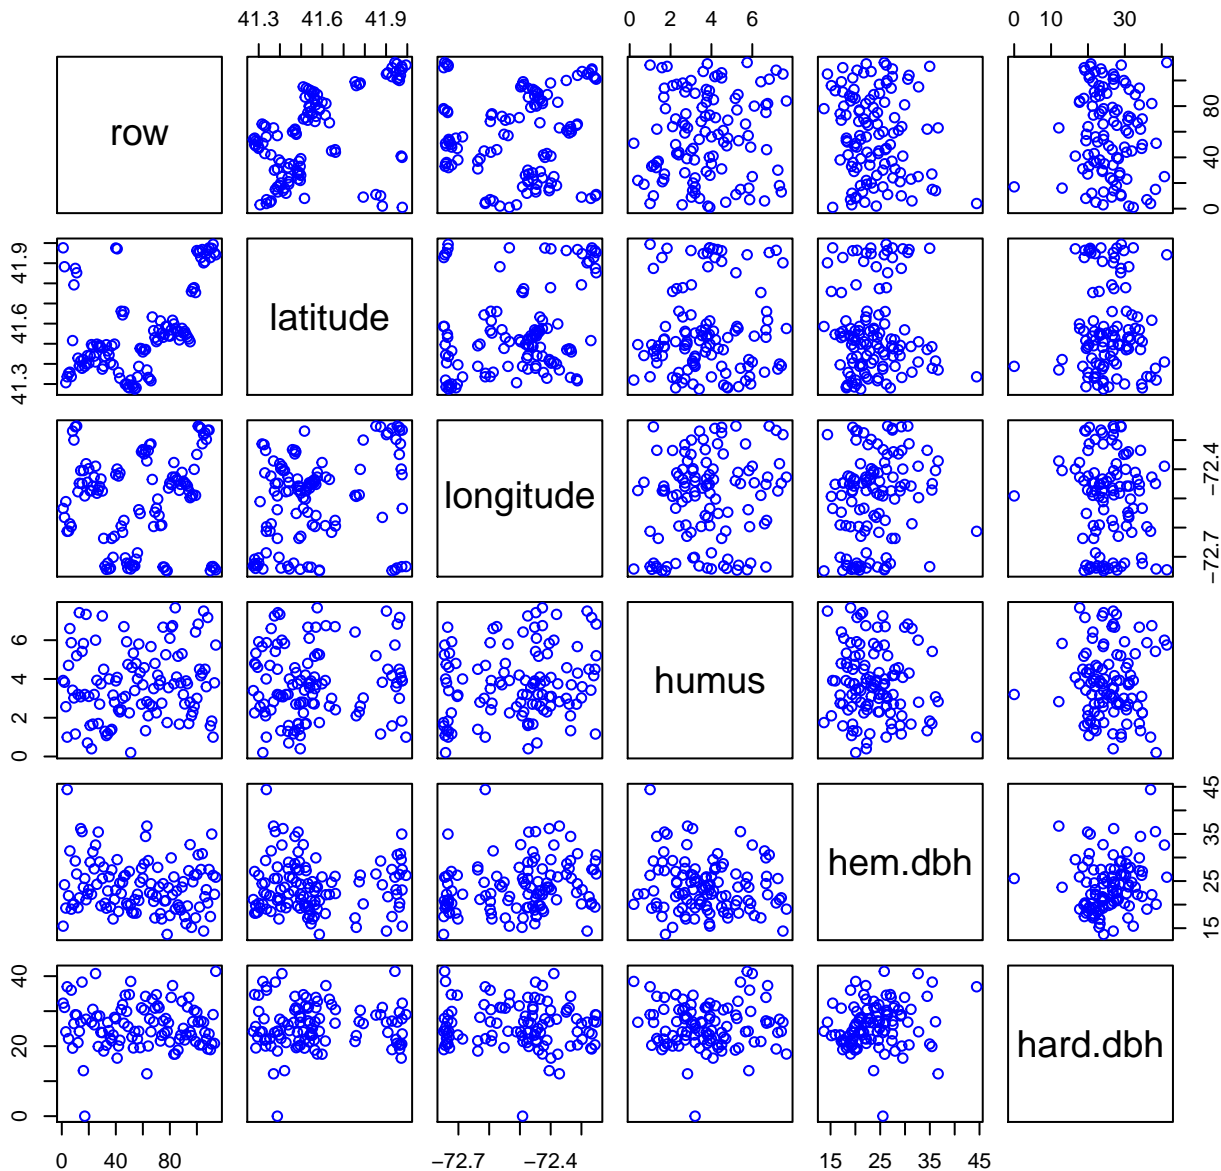 41.3 41.6 41.9 0 2 4 6 0 10 30
row 0 40 80
41.3 41.6 41.9 latitude
longitude −72.7 −72.4
0 2 4 6 humus
hem.dbh 15 25 35 45
0 20 40 hard.dbh
0 40 80 −72.7 −72.4 15 25 35 45